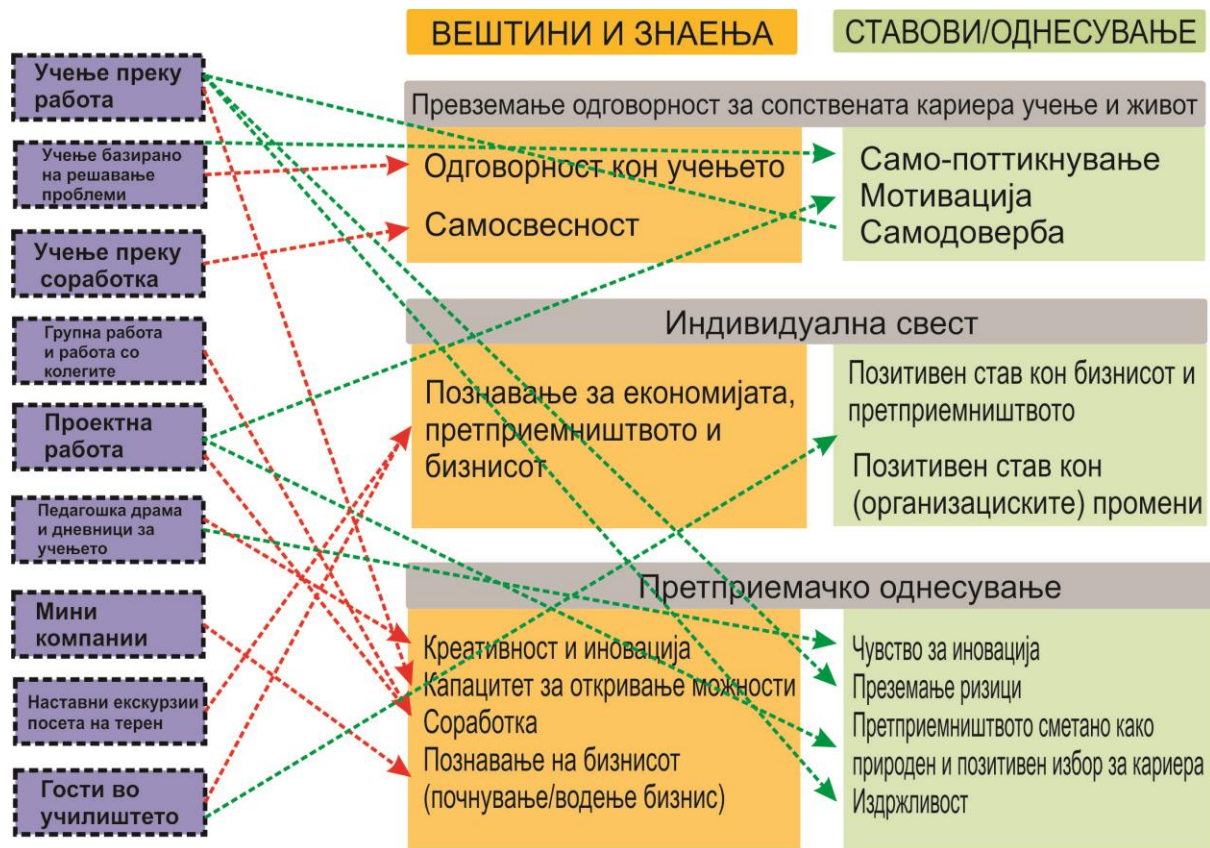 ВЕШТИНИ И ЗНАЕЊА
СТАВОВИ/ОДНЕСУВАЊЕ
Учење преку
работа
Учење базирано
на решавање
проблеми
Учење преку
соработка
Групна работа
и работа со
колегите
Проектна
работа
Педагошка драма
и дневници за
учењето
Мини
компании
Наставни екскурзии
посета на терен
Гости во
училиштето
Превземање одговорност за сопствената кариера учење и живот
Одговорност кон учењето
Самосвесност
Само-поттикнување
Мотивација
Самодоверба
Индивидуална свест
Познавање за економијата,
претприемништвото и
бизнисот
Позитивен став кон бизнисот и
претприемништвото
Позитивен став кон
(организациските) промени
Претприемачко однесување
Креативност и иновација
Капацитет за откривање можности
Соработка
Познавање на бизнисот
(почнување/водење бизнис)
Чувство за иновација
Преземање ризици
Претприемништвото сметано како
природен и позитивен избор за кариера
Издржливост